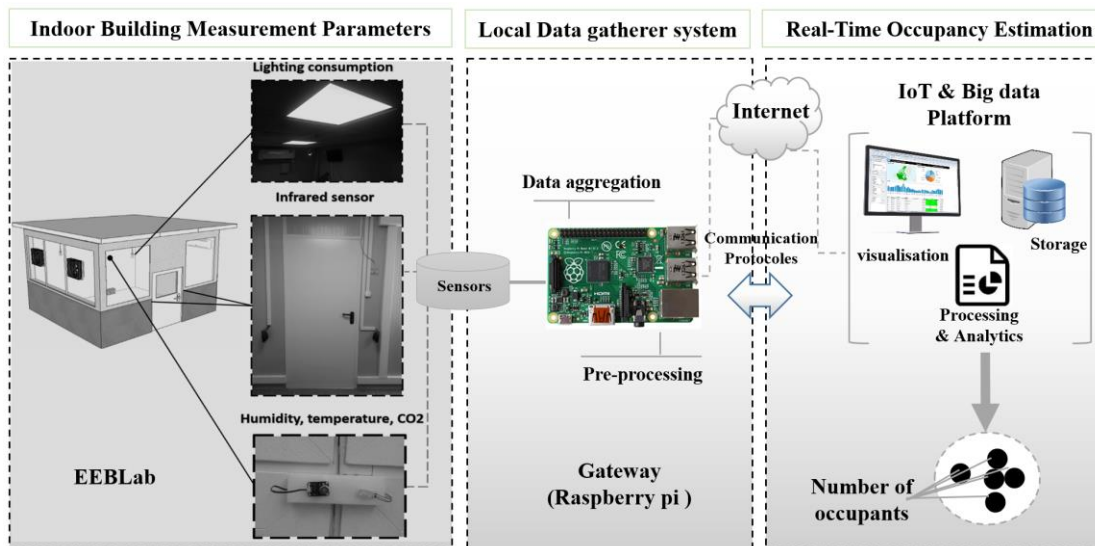 Indoor Building Measurement Parameters
Lighting consumption
Infrared sensor
Humidity, temperature, CO2
EEBLab
Sensors
Local Data gatherer system
Data aggregation
HDMI
Pre-processing
Gateway
(Raspberry pi )
Internet
Communication
Protocoles
Real-Time Occupancy Estimation
IoT & Big data
Platform
visualisation
Storage
Processing
& Analytics
Number of
occupants